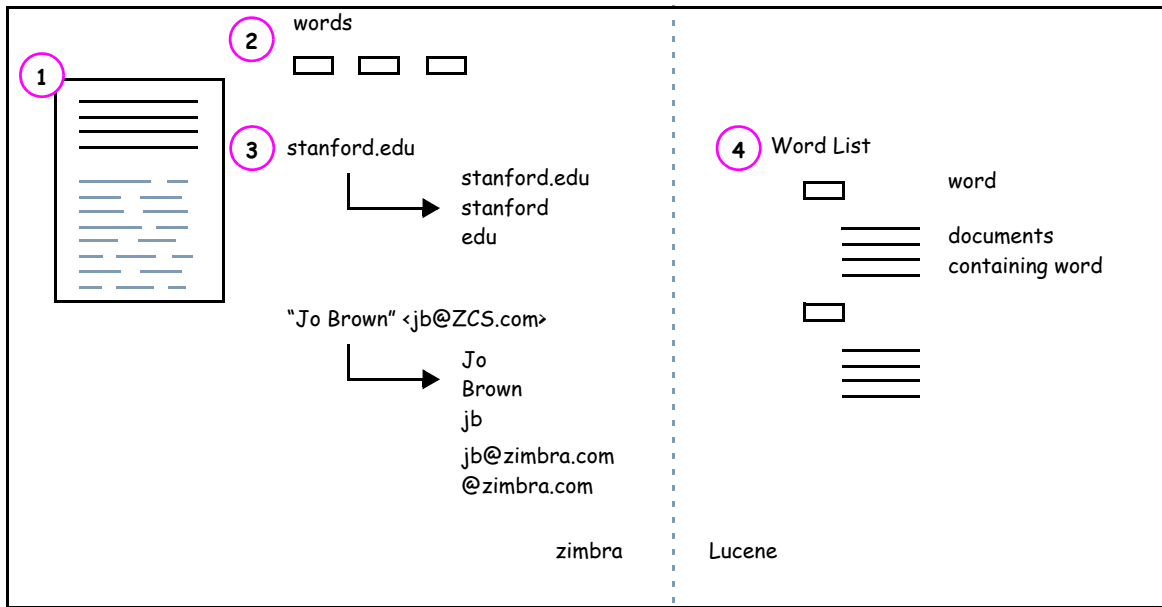 1
2
words
3
stanford.edu
stanford.edu
stanford
edu
“Jo Brown” <jb@ZCS.com>
Jo
Brown
jb
jb@zimbra.com
@zimbra.com
zimbra
4
Word List
word
documents
containing word
Lucene